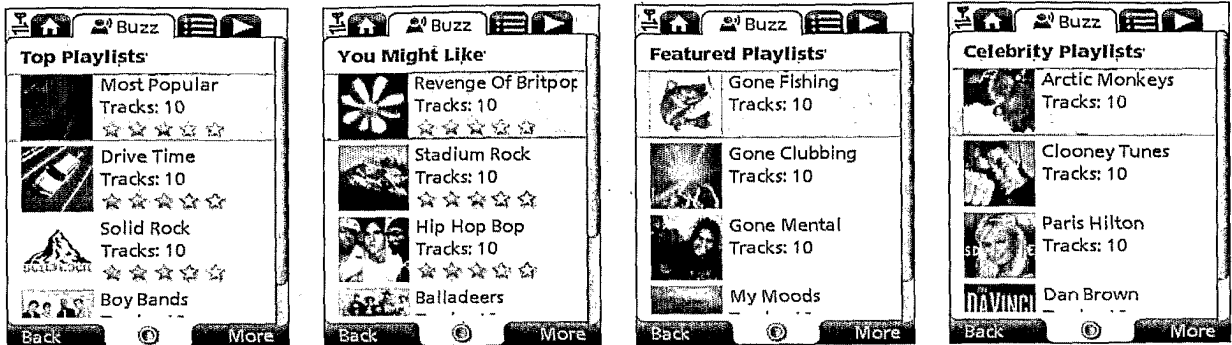 Buzz
Top Playlists
Most Popular
Tracks: 10
Drive Time
Tracks: 10
Solid Rock
Tracks: 10
Boy Bands
Back
More
Buzz
You Might Like
Revenge Of Britpop
Tracks: 10
Stadium Rock
Tracks: 10
Hip Hop Bop
Tracks: 10
Balladeers
Back
More
Buzz
Featured Playlists
Gone Fishing
Tracks: 10
Gone Clubbing
Tracks: 10
Gone Mental
Tracks: 10
My Moods
Back
More
Buzz
Celebrity Playlists
Arctic Monkeys
Tracks: 10
Clooney Tunes
Tracks: 10
Paris Hilton
Tracks: 10
Dan Brown
THE
DAVINCI
Back
More